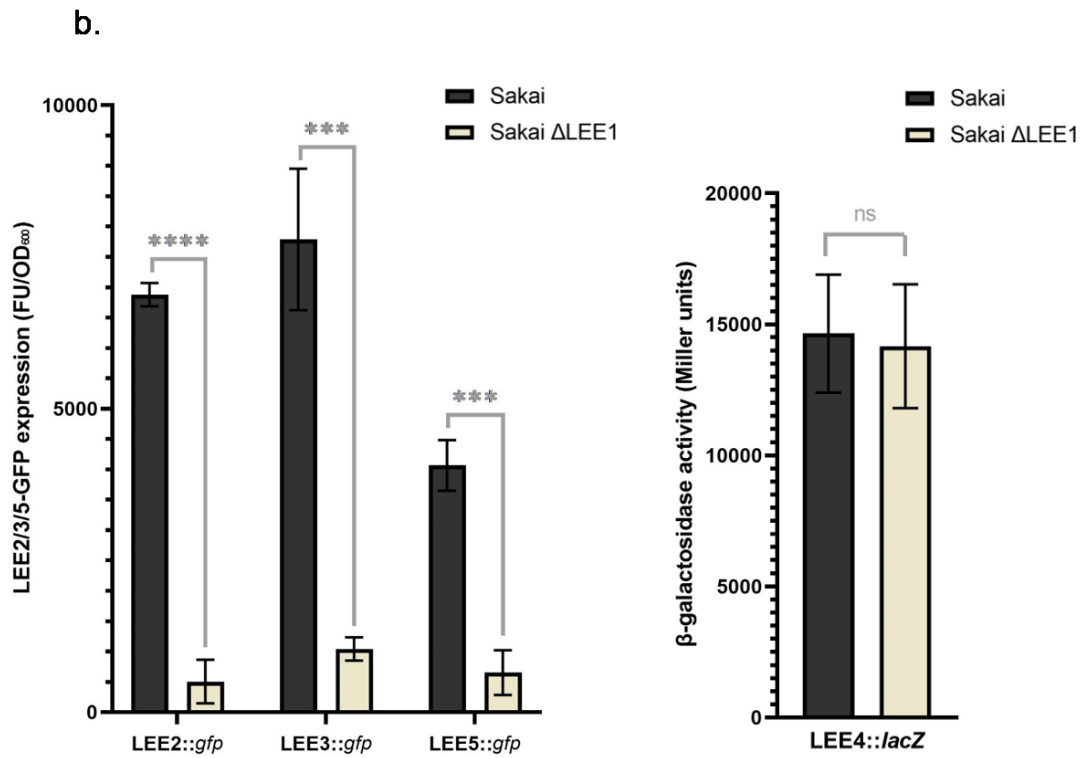 b.
Sakai
Sakai ΔLEE1
10000
5000
0
LEE2/3/5-GFP expression (FU/OD600)
****
***
***
LEE2::gfp
LEE3::gfp
LEE5::gfp
Sakai
Sakai ΔLEE1
20000
15000
10000
5000
0
β-galactosidase activity (Miller units)
ns
LEE4::lacZ